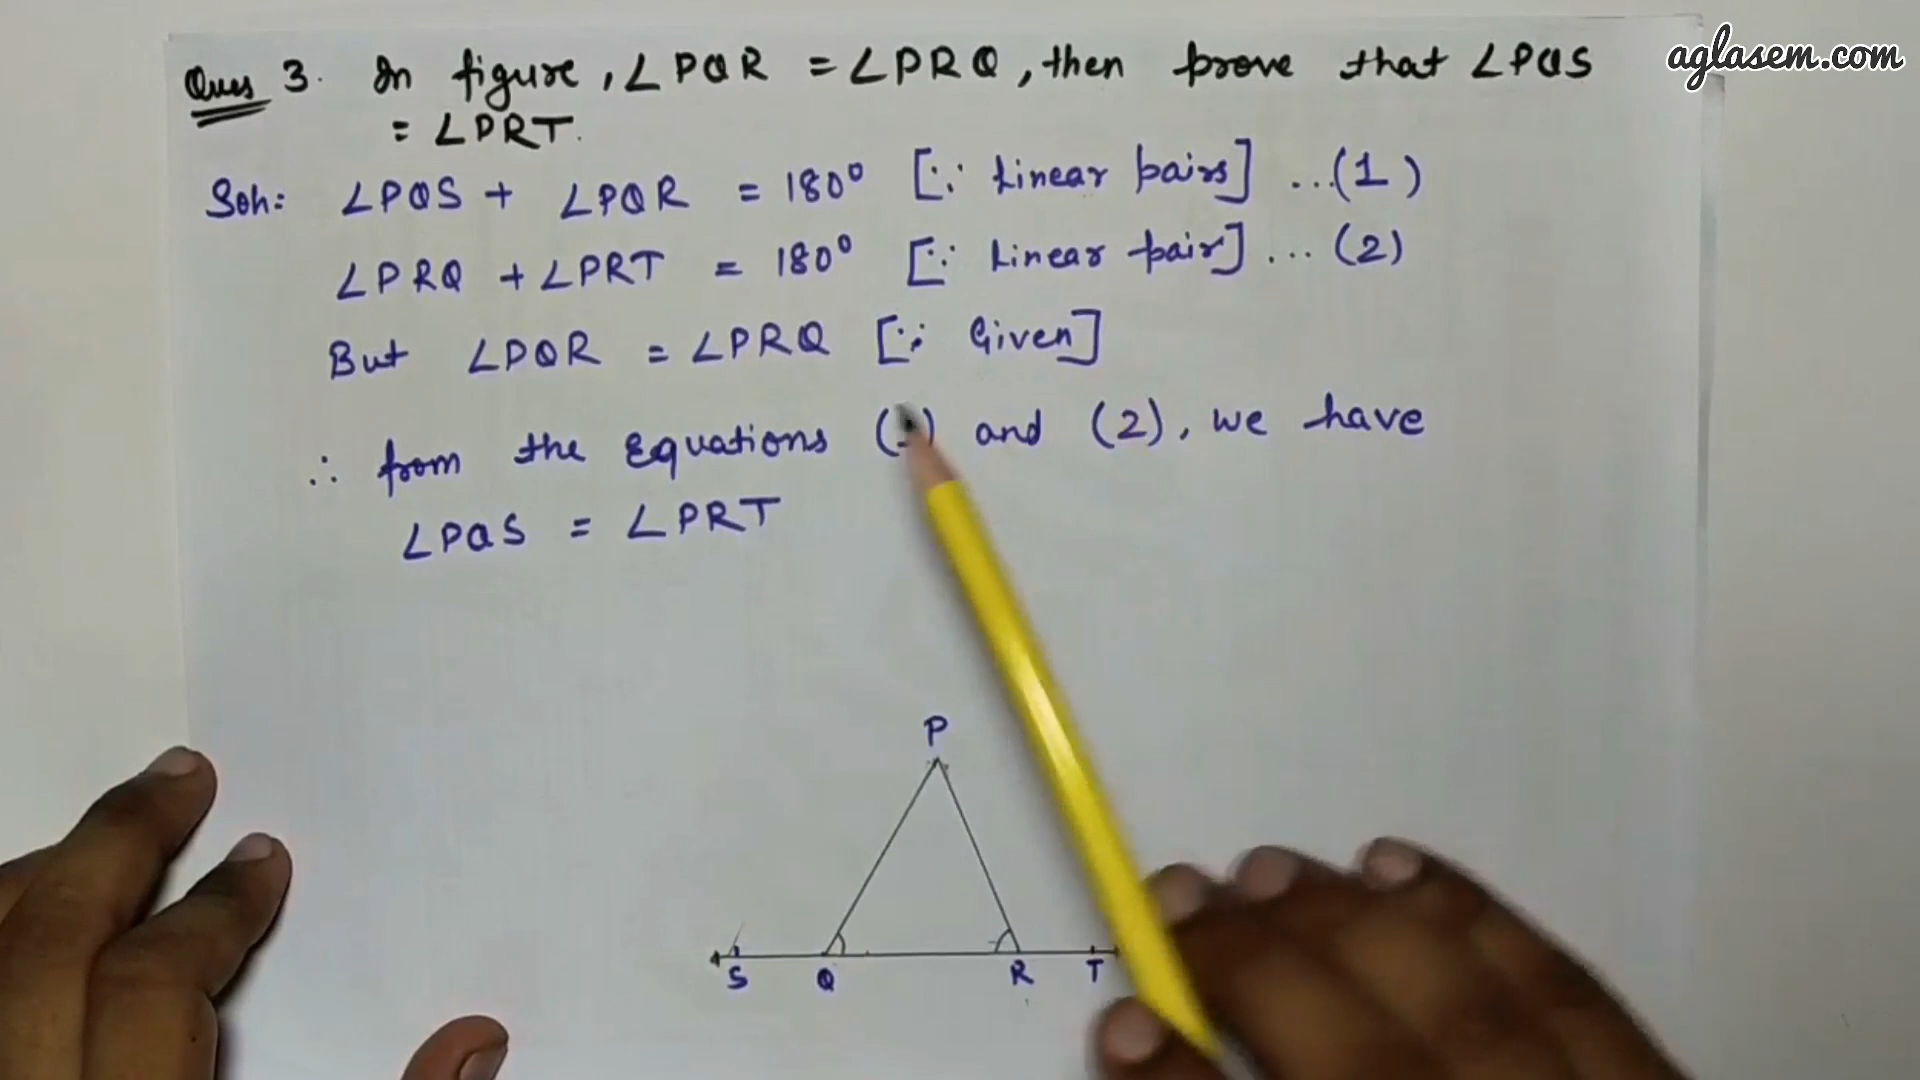 aglasem.com
Ques 3. In figure, ∠PQR = ∠PRQ, then prove that ∠PQS
= ∠PRT.
Soln: ∠PQS + ∠PQR = 180° [∵ Linear pairs] ...(1)
∠PRQ + ∠PRT = 180° [∵ Linear pair] ... (2)
But ∠PQR = ∠PRQ [∵ Given]
∴ from the Equations (1) and (2), we have
∠PQS = ∠PRT
P
S Q R T